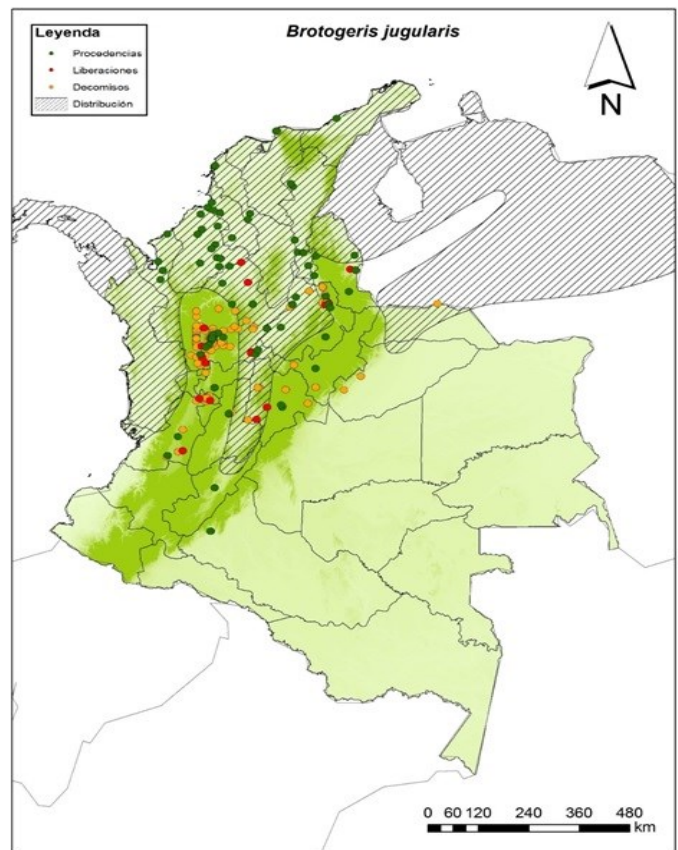 Brotogeris jugularis
Leyenda
Procedencias
Liberaciones
Decomisos
Distribución
N
0 60 120 240 360 480
km